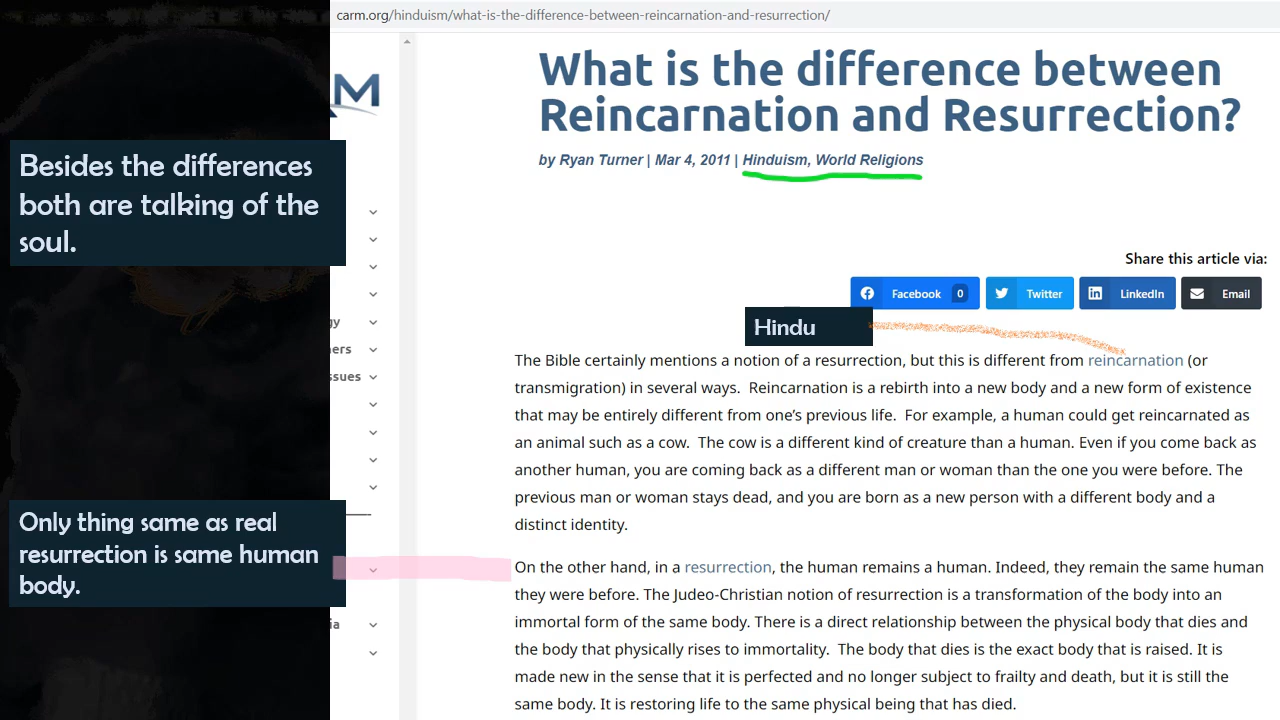 carm.org/hinduism/what-is-the-difference-between-reincarnation-and-resurrection/
What is the difference between
Reincarnation and Resurrection?
by Ryan Turner | Mar 4, 2011 | Hinduism, World Religions
Besides the differences
both are talking of the
soul.
Share this article via:
Facebook 0 Twitter LinkedIn Email
Hindu
The Bible certainly mentions a notion of a resurrection, but this is different from reincarnation (or
transmigration) in several ways. Reincarnation is a rebirth into a new body and a new form of existence
that may be entirely different from one’s previous life. For example, a human could get reincarnated as
an animal such as a cow. The cow is a different kind of creature than a human. Even if you come back as
another human, you are coming back as a different man or woman than the one you were before. The
previous man or woman stays dead, and you are born as a new person with a different body and a
distinct identity.
Only thing same as real
resurrection is same human
body.
On the other hand, in a resurrection, the human remains a human. Indeed, they remain the same human
they were before. The Judeo-Christian notion of resurrection is a transformation of the body into an
immortal form of the same body. There is a direct relationship between the physical body that dies and
the body that physically rises to immortality. The body that dies is the exact body that is raised. It is
made new in the sense that it is perfected and no longer subject to frailty and death, but it is still the
same body. It is restoring life to the same physical being that has died.